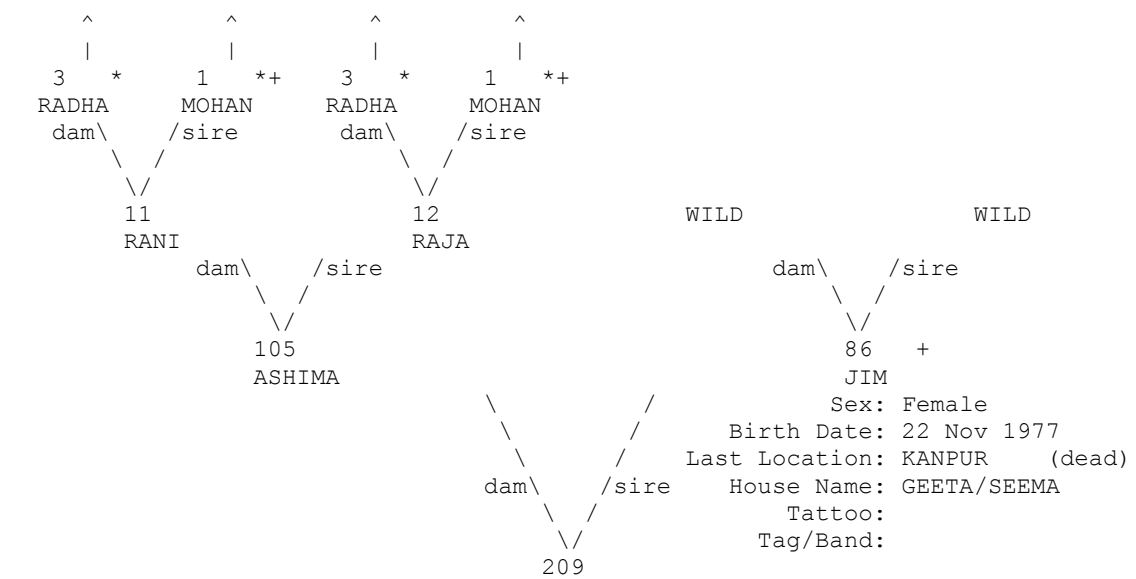 ^ ^ ^ ^
| | | |
3 * 1 *+ 3 * 1 *+
RADHA MOHAN RADHA MOHAN
dam\ /sire dam\ /sire
\ / \ /
\/ \/
11 12 WILD WILD
RANI RAJA
dam\ /sire dam\ /sire
\ / \ /
\/ \/
105 86 +
ASHIMA JIM
\ / Sex: Female
\ / Birth Date: 22 Nov 1977
\ / Last Location: KANPUR (dead)
dam\ /sire House Name: GEETA/SEEMA
\ / Tattoo:
\/ Tag/Band:
209